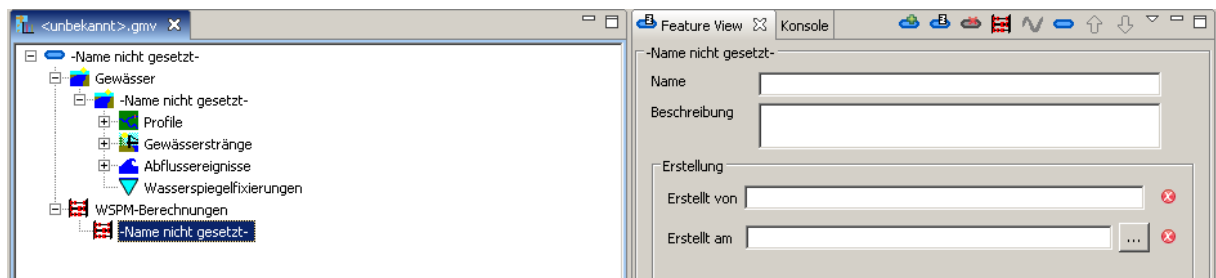 <unbekannt>.gmv
-Name nicht gesetzt-
Gewässer
-Name nicht gesetzt-
Profile
Gewässerstränge
Abflussereignisse
Wasserspiegelfixierungen
WSPM-Berechnungen
-Name nicht gesetzt-
Feature View Konsole
-Name nicht gesetzt-
Name
Beschreibung
Erstellung
Erstellt von
Erstellt am ...